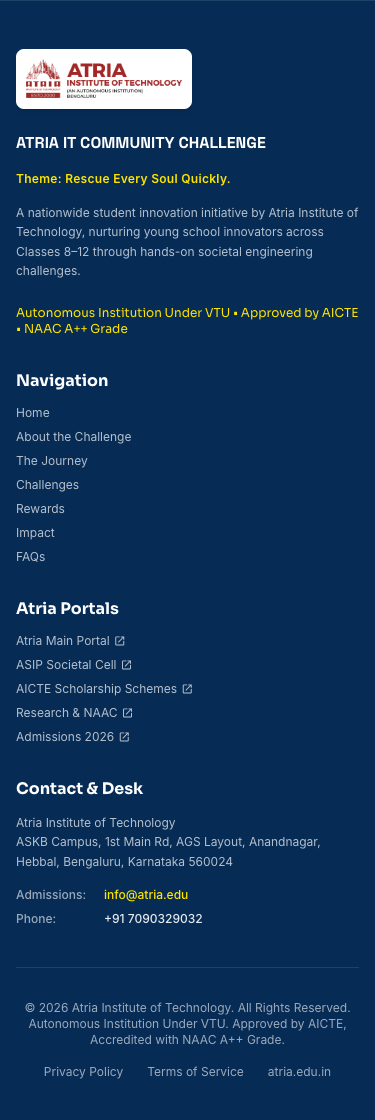 ATRIA
INSTITUTE OF TECHNOLOGY
(AN AUTONOMOUS INSTITUTION)
BENGALURU
ATRIA IT COMMUNITY CHALLENGE
Theme: Rescue Every Soul Quickly.
A nationwide student innovation initiative by Atria Institute of
Technology, nurturing young school innovators across
Classes 8–12 through hands-on societal engineering
challenges.
Autonomous Institution Under VTU • Approved by AICTE
• NAAC A++ Grade
Navigation
Home
About the Challenge
The Journey
Challenges
Rewards
Impact
FAQs
Atria Portals
Atria Main Portal
ASIP Societal Cell
AICTE Scholarship Schemes
Research & NAAC
Admissions 2026
Contact & Desk
Atria Institute of Technology
ASKB Campus, 1st Main Rd, AGS Layout, Anandnagar,
Hebbal, Bengaluru, Karnataka 560024
Admissions: info@atria.edu
Phone: +91 7090329032
© 2026 Atria Institute of Technology. All Rights Reserved.
Autonomous Institution Under VTU. Approved by AICTE,
Accredited with NAAC A++ Grade.
Privacy Policy Terms of Service atria.edu.in